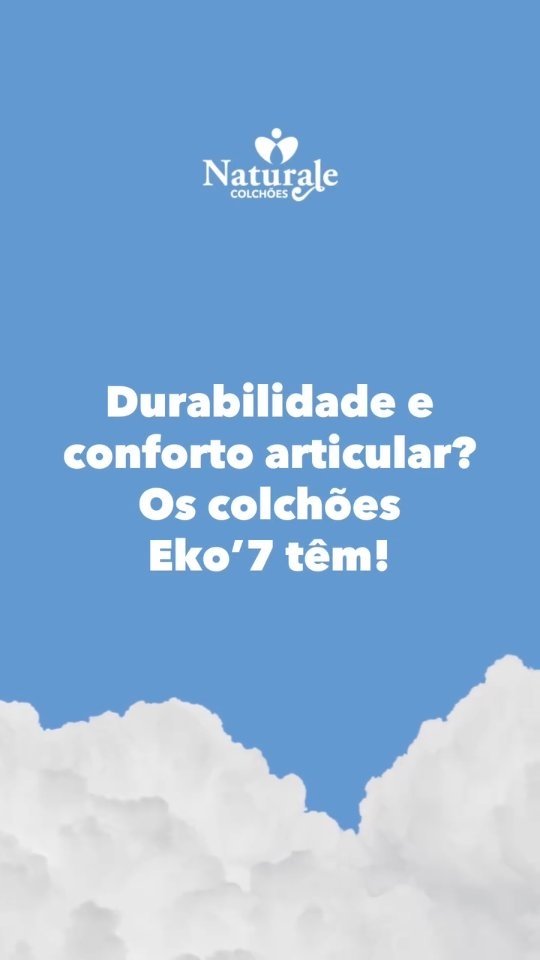 Naturale
COLCHÕES
Durabilidade e
conforto articular?
Os colchões
Eko’7 têm!